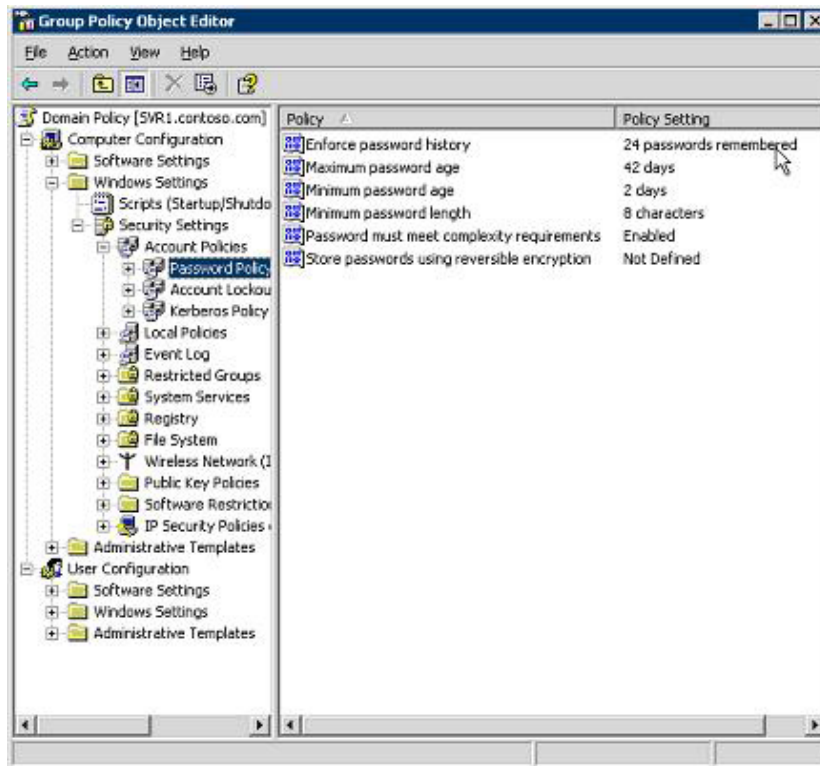 Group Policy Object Editor
File Action View Help
Domain Policy [SVR1.contoso.com]
Computer Configuration
Software Settings
Windows Settings
Scripts (Startup/Shutdo
Security Settings
Account Policies
Password Policy
Account Lockou
Kerberos Policy
Local Policies
Event Log
Restricted Groups
System Services
Registry
File System
Wireless Network (I
Public Key Policies
Software Restriction
IP Security Policies
Administrative Templates
User Configuration
Software Settings
Windows Settings
Administrative Templates
Policy Policy Setting
Enforce password history 24 passwords remembered
Maximum password age 42 days
Minimum password age 2 days
Minimum password length 8 characters
Password must meet complexity requirements Enabled
Store passwords using reversible encryption Not Defined